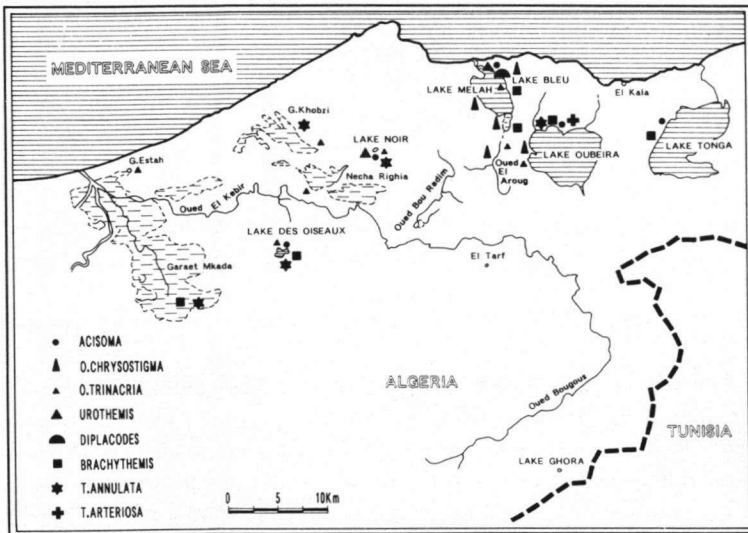 MEDITERRANEAN SEA
LAKE BLEU
LAKE MELAH
El Kala
G.Khobzi
LAKE NOIR
LAKE TONGA
G.Estah
Necha Righia
LAKE OUBEIRA
Oued El Aroug
Oued El Kebir
Oued Bou Redim
LAKE DES OISEAUX
El Tarf
Garaet Mkada
ACISOMA
O.CHRYSOSTIGMA
O.TRINACRIA
ALGERIA
UROTHEMIS
Oued Bougous
DIPLACODES
TUNISIA
BRACHYTHEMIS
LAKE GHORA
T.ANNULATA
0 5 10Km
T.ARTERIOSA